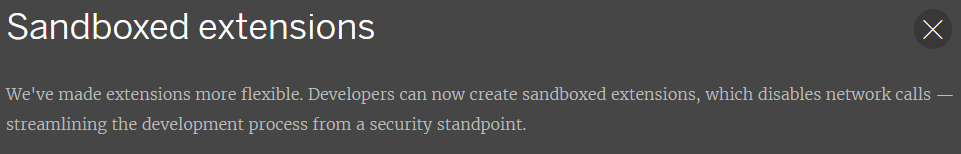 Sandboxed extensions
We've made extensions more flexible. Developers can now create sandboxed extensions, which disables network calls —
streamlining the development process from a security standpoint.